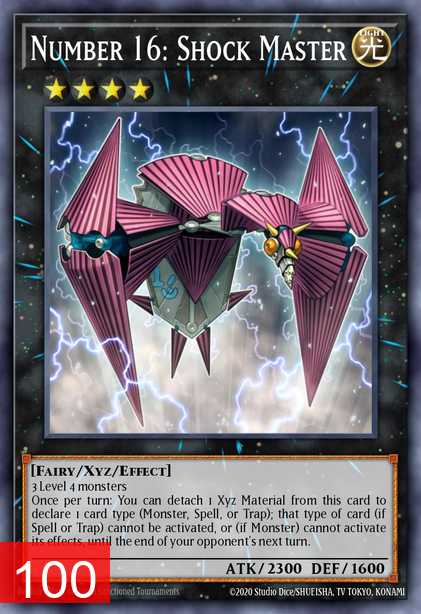 NUMBER 16: SHOCK MASTER
LIGHT
光
[FAIRY/XYZ/EFFECT]
3 Level 4 monsters
Once per turn: You can detach 1 Xyz Material from this card to
declare 1 card type (Monster, Spell, or Trap); that type of card (if
Spell or Trap) cannot be activated, or (if Monster) cannot activate
its effects, until the end of your opponent's next turn.
ATK/2300 DEF/1600
100
Sanctioned Tournaments
©2020 Studio Dice/SHUEISHA, TV TOKYO, KONAMI